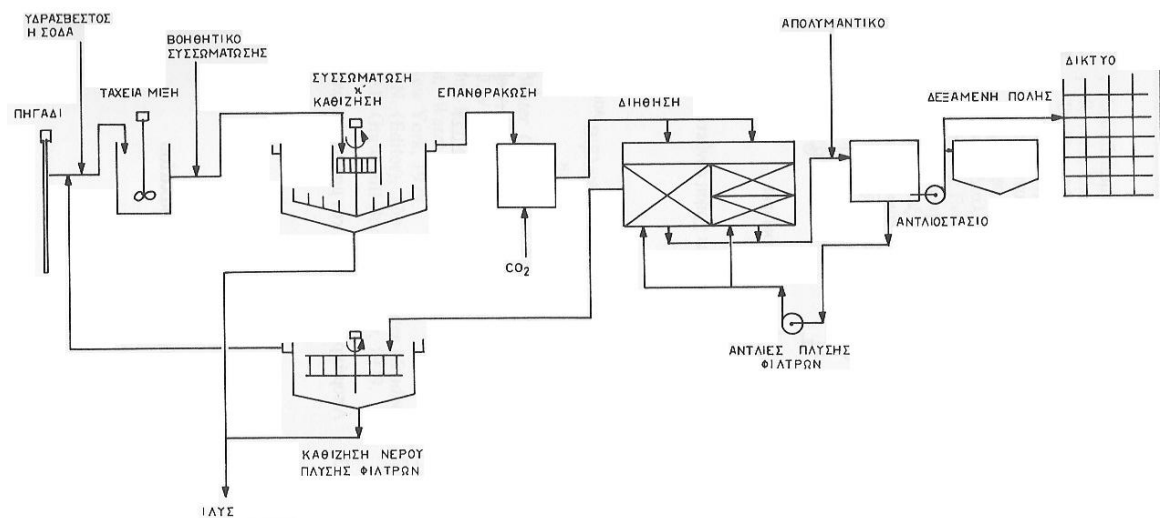 ΥΔΡΑΣΒΕΣΤΟΣ
Η ΣΟΔΑ
ΒΟΗΘΗΤΙΚΟ
ΣΥΣΣΩΜΑΤΩΣΗΣ
ΠΗΓΑΔΙ
ΤΑΧΕΙΑ ΜΙΞΗ
ΣΥΣΣΩΜΑΤΩΣΗ
κ'
ΚΑΘΙΖΗΣΗ
ΕΠΑΝΘΡΑΚΩΣΗ
ΔΙΗΘΗΣΗ
ΑΠΟΛΥΜΑΝΤΙΚΟ
ΔΕΞΑΜΕΝΗ ΠΟΛΗΣ
ΔΙΚΤΥΟ
CO2
ΑΝΤΛΙΟΣΤΑΣΙΟ
ΑΝΤΛΙΕΣ ΠΛΥΣΗΣ
ΦΙΛΤΡΩΝ
ΚΑΘΙΖΗΣΗ ΝΕΡΟΥ
ΠΛΥΣΗΣ ΦΙΛΤΡΩΝ
ΙΛΥΣ